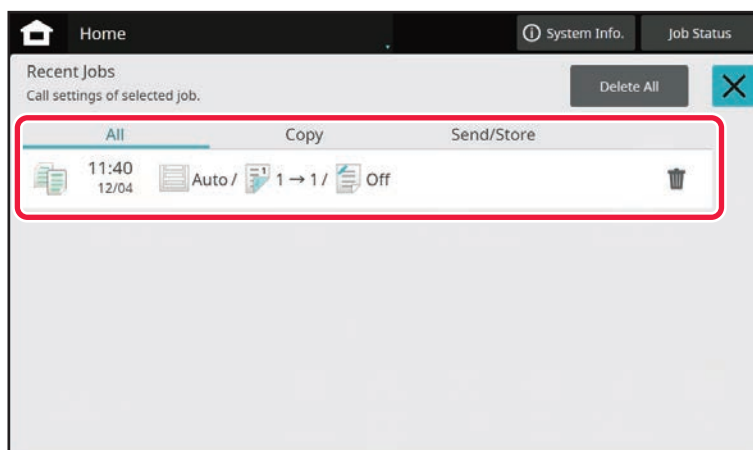 Home
System Info.
Job Status
Recent Jobs
Call settings of selected job.
Delete All
All Copy Send/Store
11:40 Auto / 1 → 1 / Off
12/04